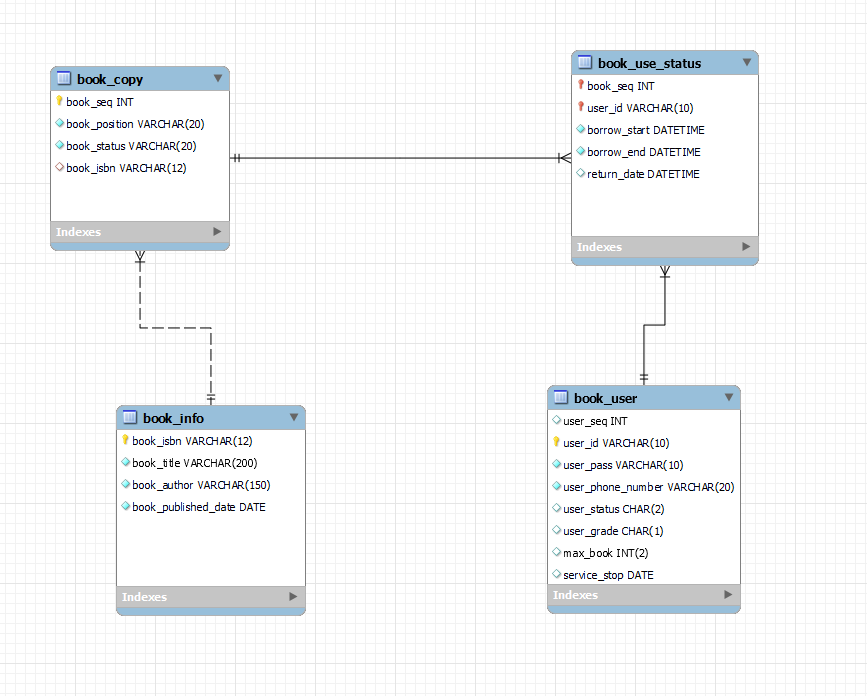 book_copy
book_seq INT
book_position VARCHAR(20)
book_status VARCHAR(20)
book_isbn VARCHAR(12)
Indexes
book_use_status
book_seq INT
user_id VARCHAR(10)
borrow_start DATETIME
borrow_end DATETIME
return_date DATETIME
Indexes
book_info
book_isbn VARCHAR(12)
book_title VARCHAR(200)
book_author VARCHAR(150)
book_published_date DATE
Indexes
book_user
user_seq INT
user_id VARCHAR(10)
user_pass VARCHAR(10)
user_phone_number VARCHAR(20)
user_status CHAR(2)
user_grade CHAR(1)
max_book INT(2)
service_stop DATE
Indexes